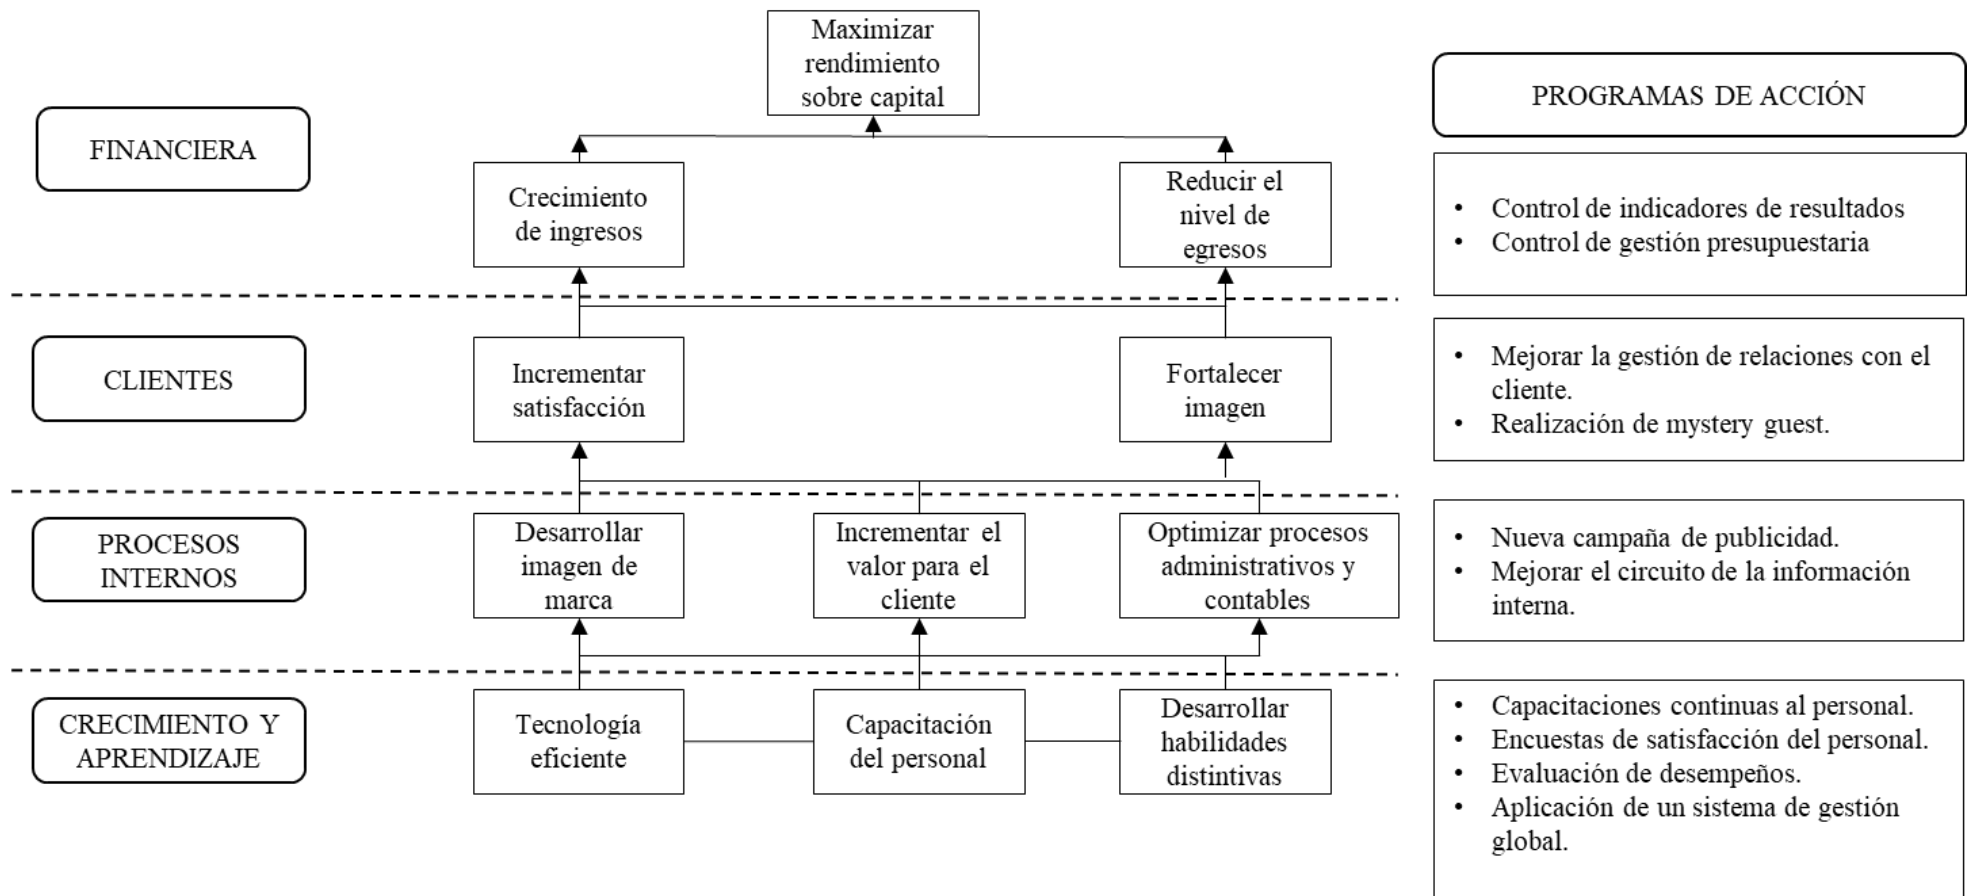 Maximizar
rendimiento
sobre capital
PROGRAMAS DE ACCIÓN
FINANCIERA
Crecimiento
de ingresos
Reducir el
nivel de
egresos
• Control de indicadores de resultados
• Control de gestión presupuestaria
CLIENTES
Incrementar
satisfacción
Fortalecer
imagen
• Mejorar la gestión de relaciones con el
cliente.
• Realización de mystery guest.
PROCESOS
INTERNOS
Desarrollar
imagen de
marca
Incrementar el
valor para el
cliente
Optimizar procesos
administrativos y
contables
• Nueva campaña de publicidad.
• Mejorar el circuito de la información
interna.
CRECIMIENTO Y
APRENDIZAJE
Tecnología
eficiente
Capacitación
del personal
Desarrollar
habilidades
distintivas
• Capacitaciones continuas al personal.
• Encuestas de satisfacción del personal.
• Evaluación de desempeños.
• Aplicación de un sistema de gestión
global.